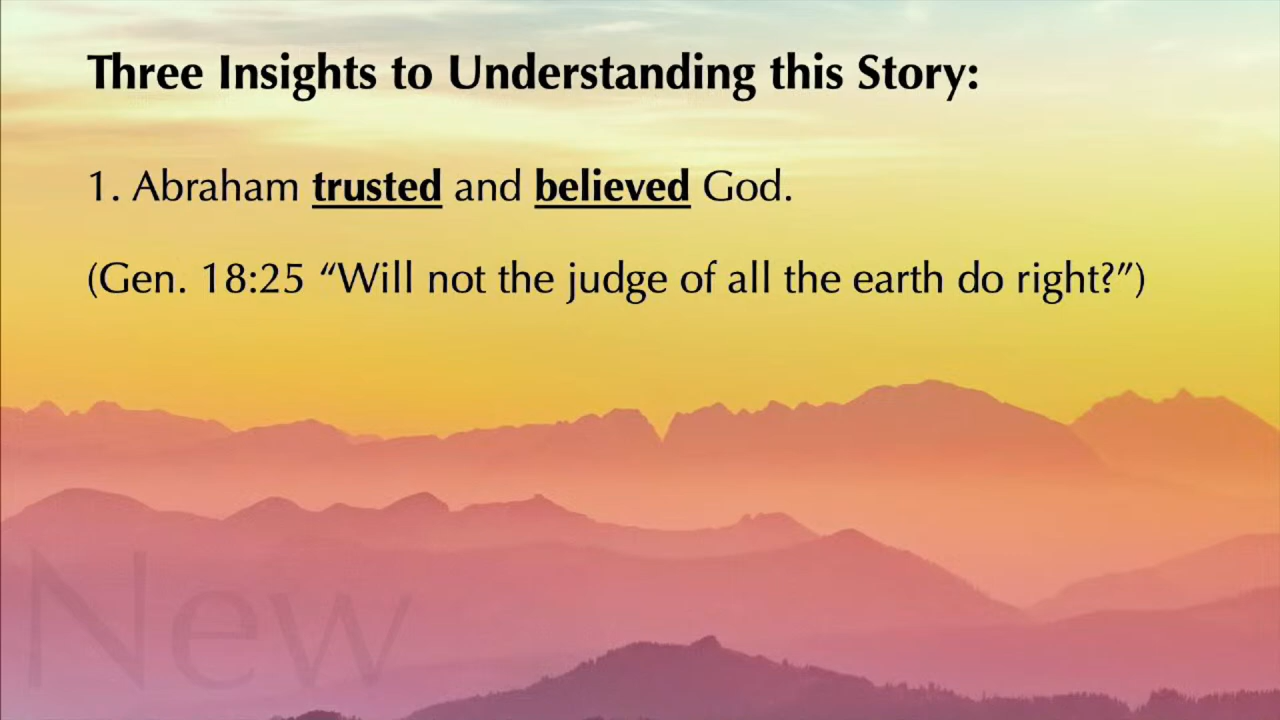 Three Insights to Understanding this Story:
1. Abraham trusted and believed God.
(Gen. 18:25 “Will not the judge of all the earth do right?”)
New